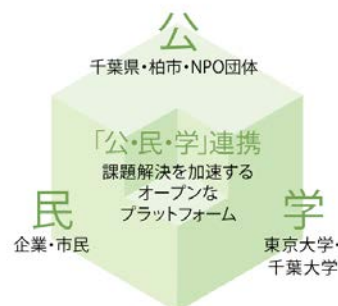 公
千葉県・柏市・NPO団体
「公・民・学」連携
課題解決を加速する
オープンな
プラットフォーム
民
企業・市民
学
東京大学・
千葉大学